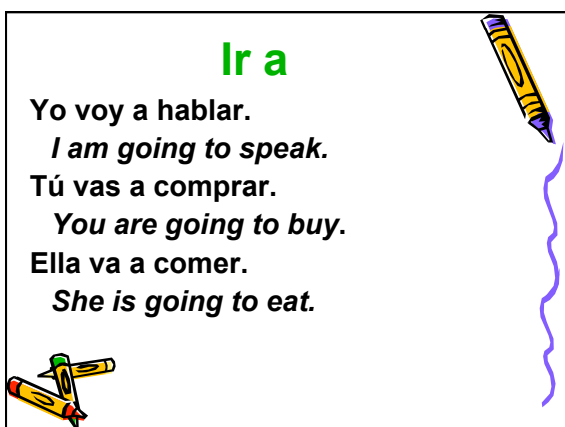 Ir a
Yo voy a hablar.
I am going to speak.
Tú vas a comprar.
You are going to buy.
Ella va a comer.
She is going to eat.